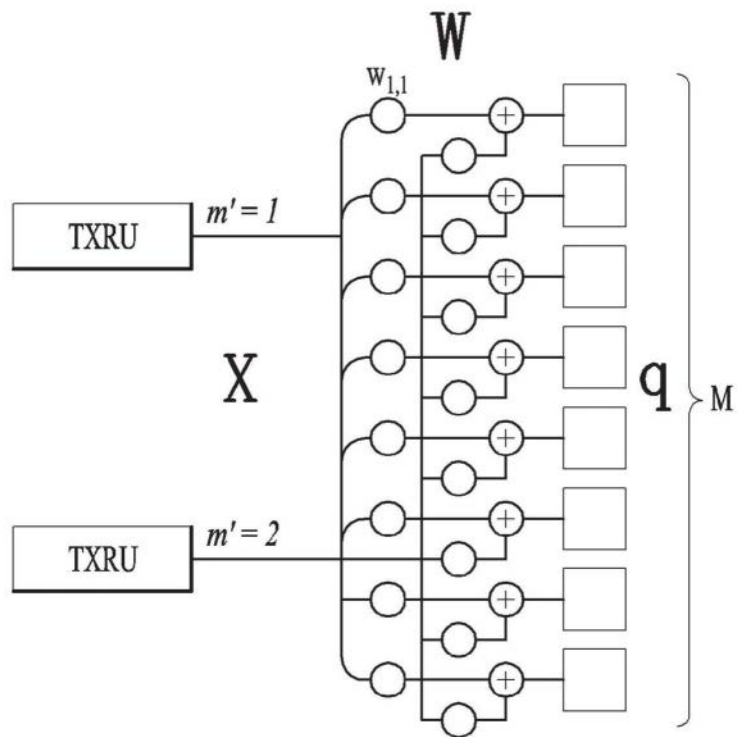 W
w1,1
+
m' = 1
+
TXRU
+
X
+
q
M
+
m' = 2
+
TXRU
+
+